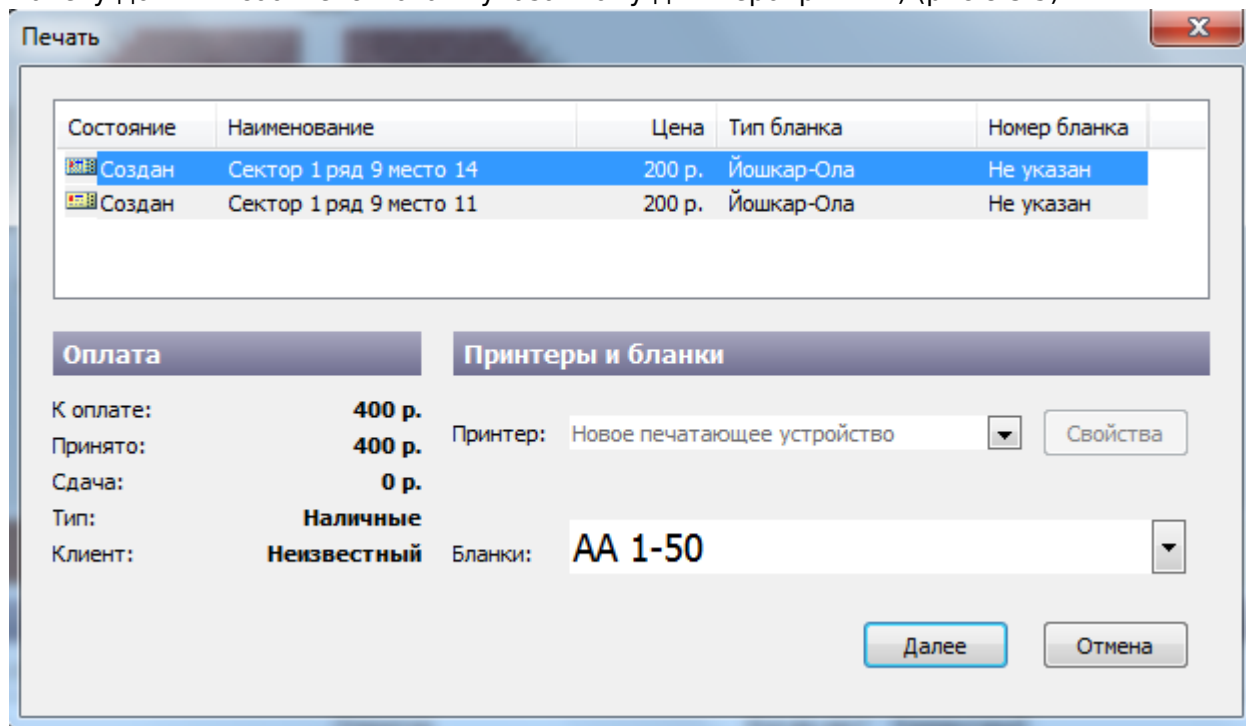 Печать
Состояние Наименование Цена Тип бланка Номер бланка
Создан Сектор 1 ряд 9 место 14 200 р. Йошкар-Ола Не указан
Создан Сектор 1 ряд 9 место 11 200 р. Йошкар-Ола Не указан
Оплата Принтеры и бланки
К оплате: 400 р.
Принято: 400 р.
Принтер: Новое печатающее устройство Свойства
Сдача: 0 р.
Тип: Наличные
Клиент: Неизвестный
Бланки: АА 1-50
Далее Отмена